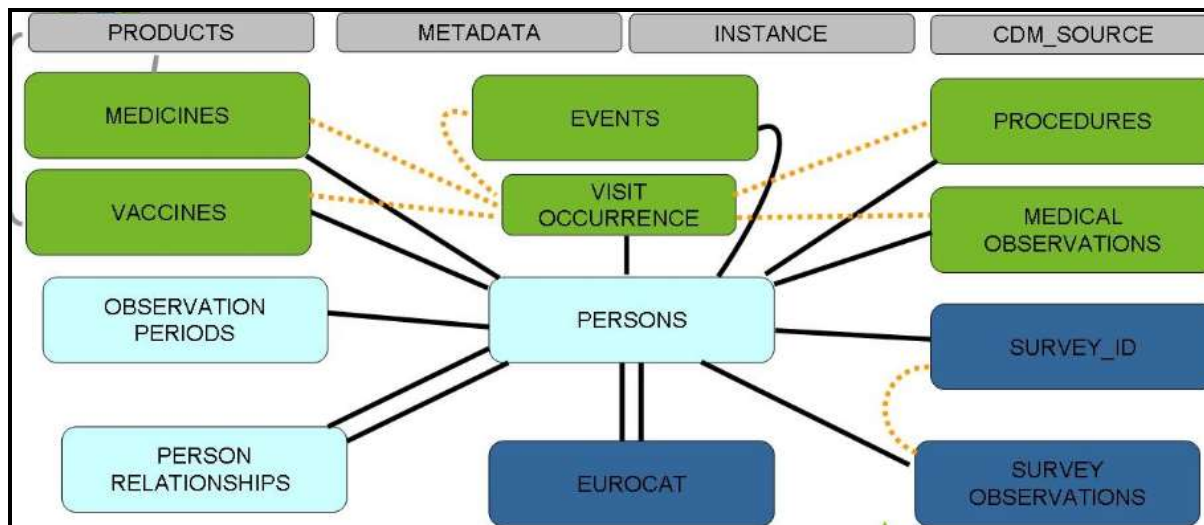 PRODUCTS
METADATA
INSTANCE
CDM_SOURCE
MEDICINES
EVENTS
PROCEDURES
VACCINES
VISIT
OCCURRENCE
MEDICAL
OBSERVATIONS
OBSERVATION
PERIODS
PERSONS
SURVEY_ID
PERSON
RELATIONSHIPS
EUROCAT
SURVEY
OBSERVATIONS